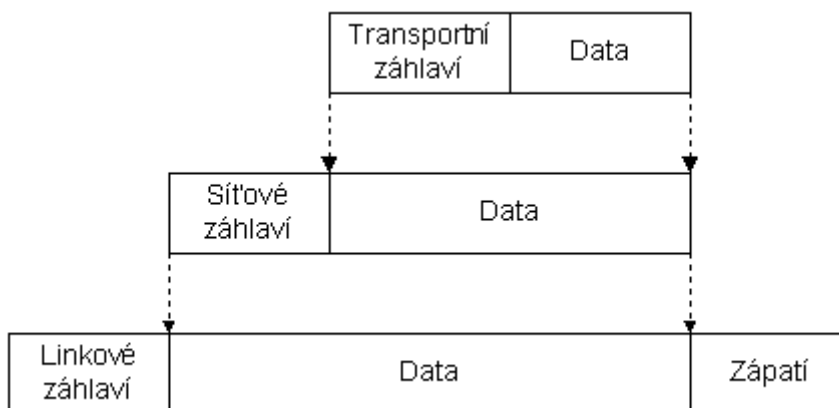 Transportní
záhlaví
Data
Síťové
záhlaví
Data
Linkové
záhlaví
Data
Zápatí